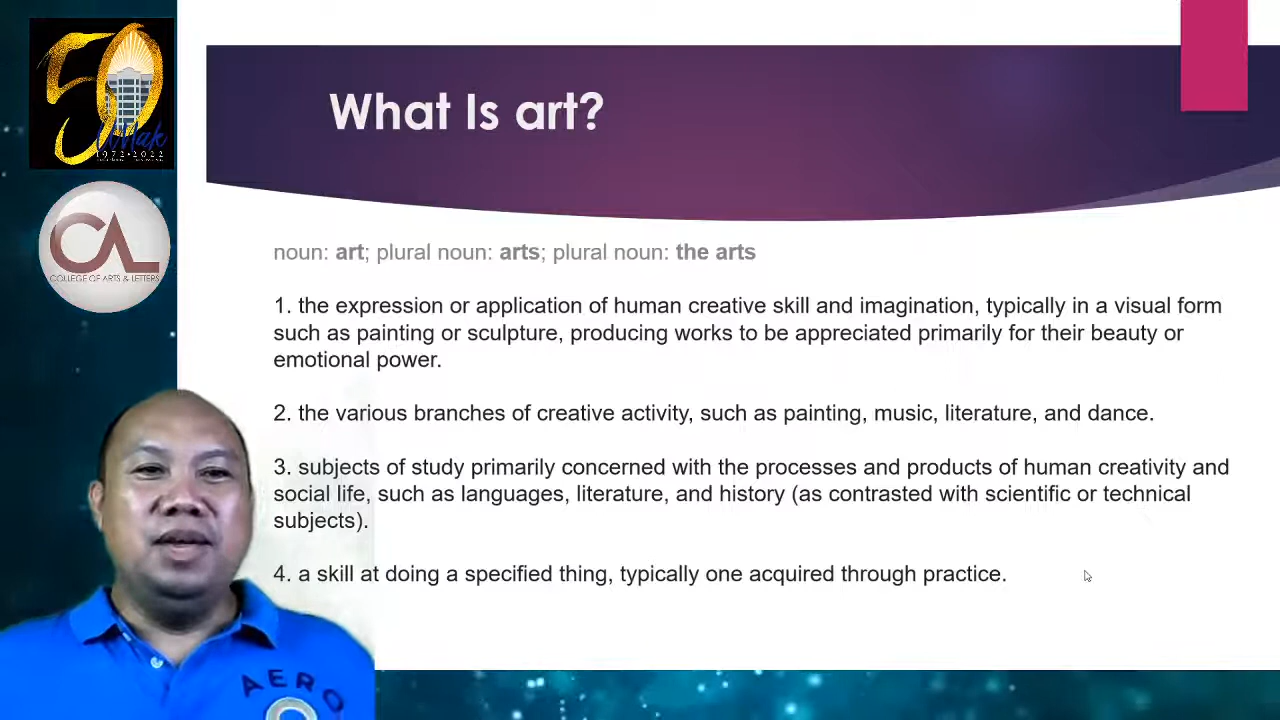 What Is art?
50
UMak
1972•2022
CA
COLLEGE OF ARTS & LETTERS
noun: art; plural noun: arts; plural noun: the arts
1. the expression or application of human creative skill and imagination, typically in a visual form
such as painting or sculpture, producing works to be appreciated primarily for their beauty or
emotional power.
2. the various branches of creative activity, such as painting, music, literature, and dance.
3. subjects of study primarily concerned with the processes and products of human creativity and
social life, such as languages, literature, and history (as contrasted with scientific or technical
subjects).
4. a skill at doing a specified thing, typically one acquired through practice.
AERO